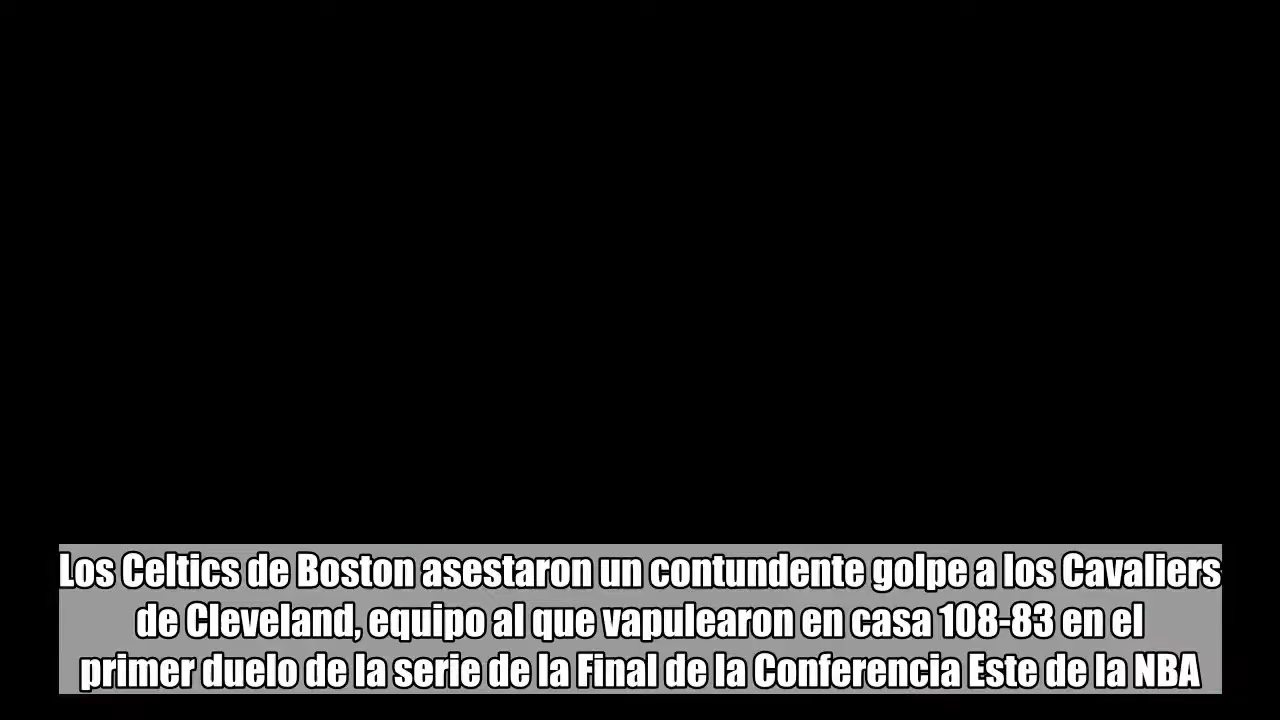 Los Celtics de Boston asestaron un contundente golpe a los Cavaliers
de Cleveland, equipo al que vapulearon en casa 108-83 en el
primer duelo de la serie de la Final de la Conferencia Este de la NBA